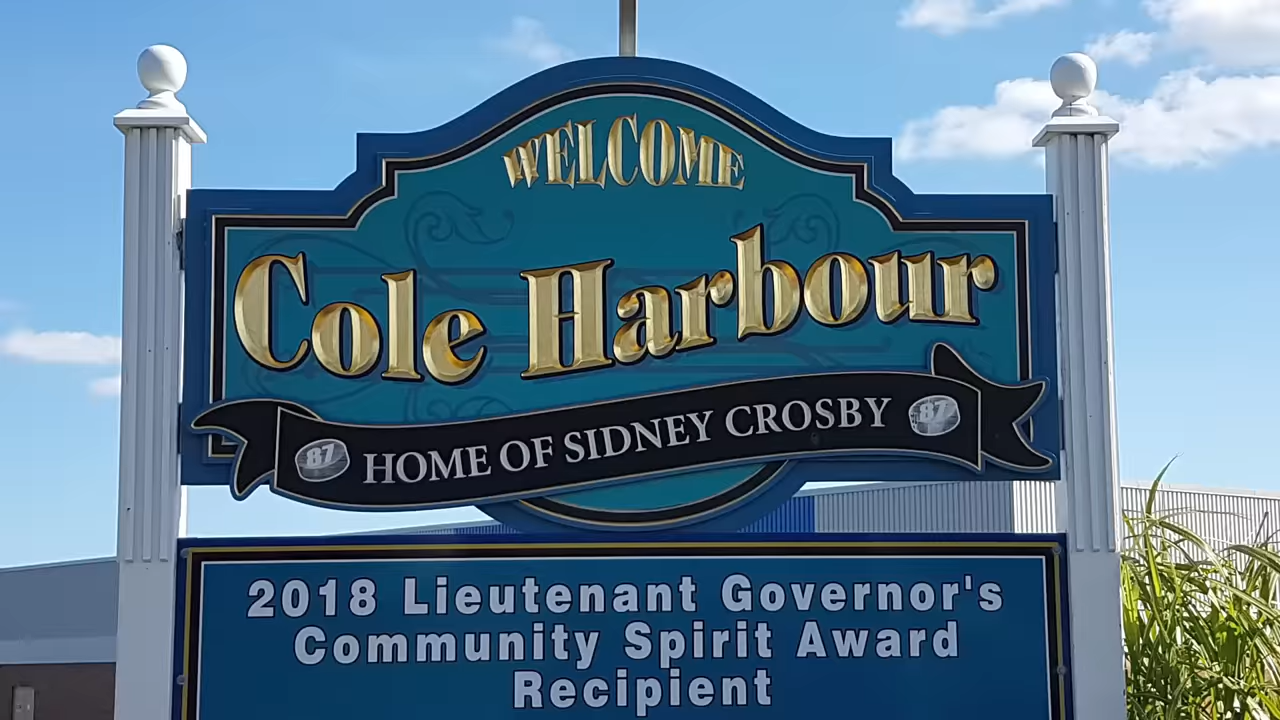 WELCOME
Cole Harbour
87 HOME OF SIDNEY CROSBY 87
2018 Lieutenant Governor's
Community Spirit Award
Recipient